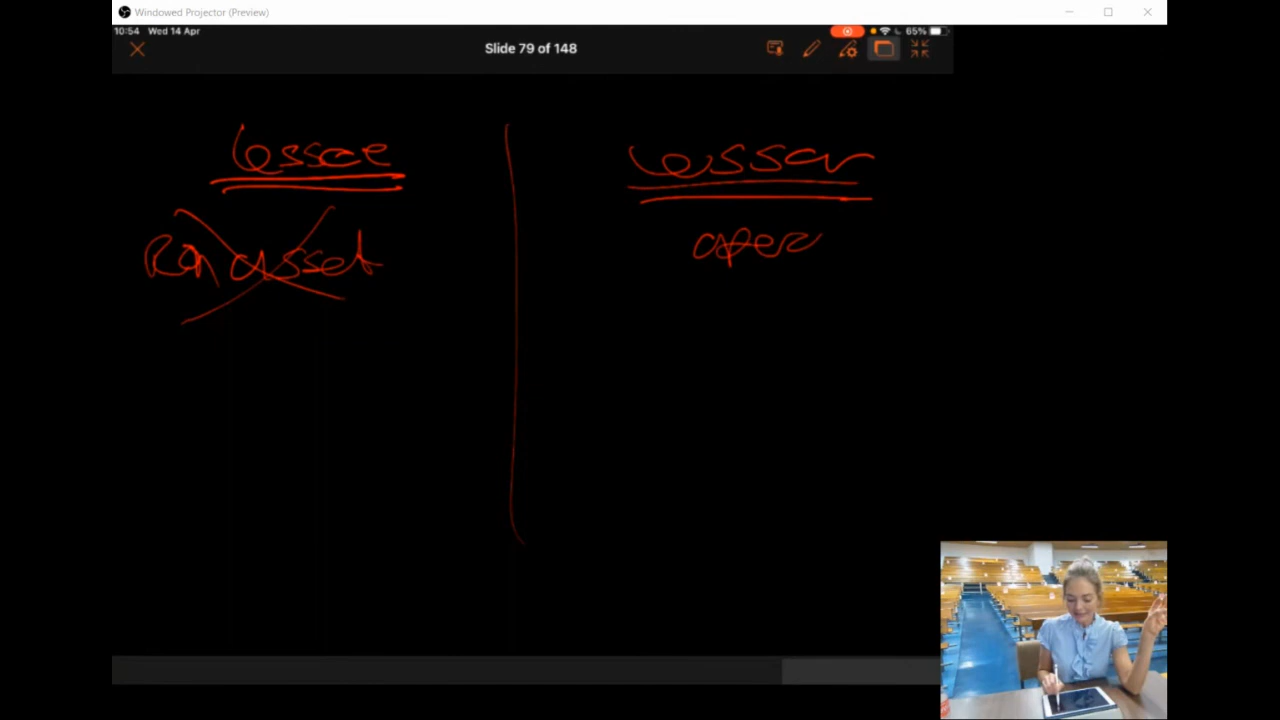 Windowed Projector (Preview)
10:54 Wed 14 Apr
65%
Slide 79 of 148
lessee
lessor
Rou asset
oper